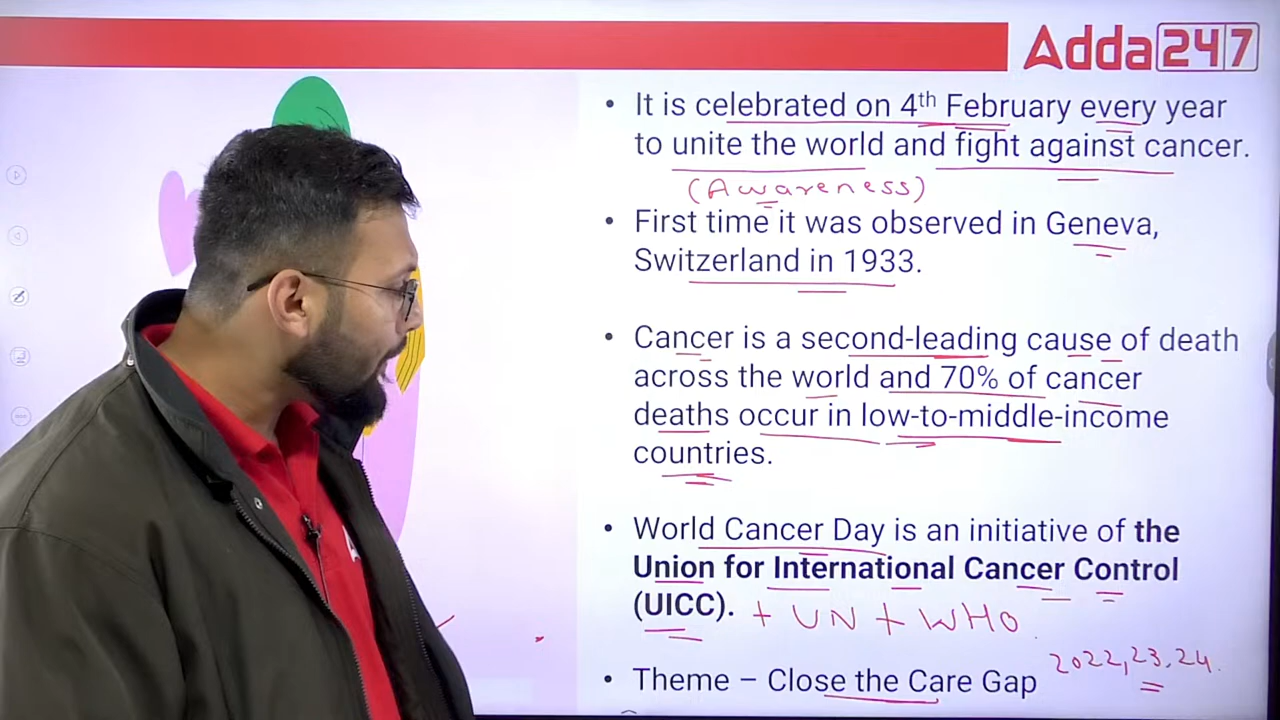 Adda247
• It is celebrated on 4th February every year
to unite the world and fight against cancer.
(Awareness)
• First time it was observed in Geneva,
Switzerland in 1933.
• Cancer is a second-leading cause of death
across the world and 70% of cancer
deaths occur in low-to-middle-income
countries.
• World Cancer Day is an initiative of the
Union for International Cancer Control
(UICC). + UN + WHO
2022, 23, 24.
• Theme – Close the Care Gap